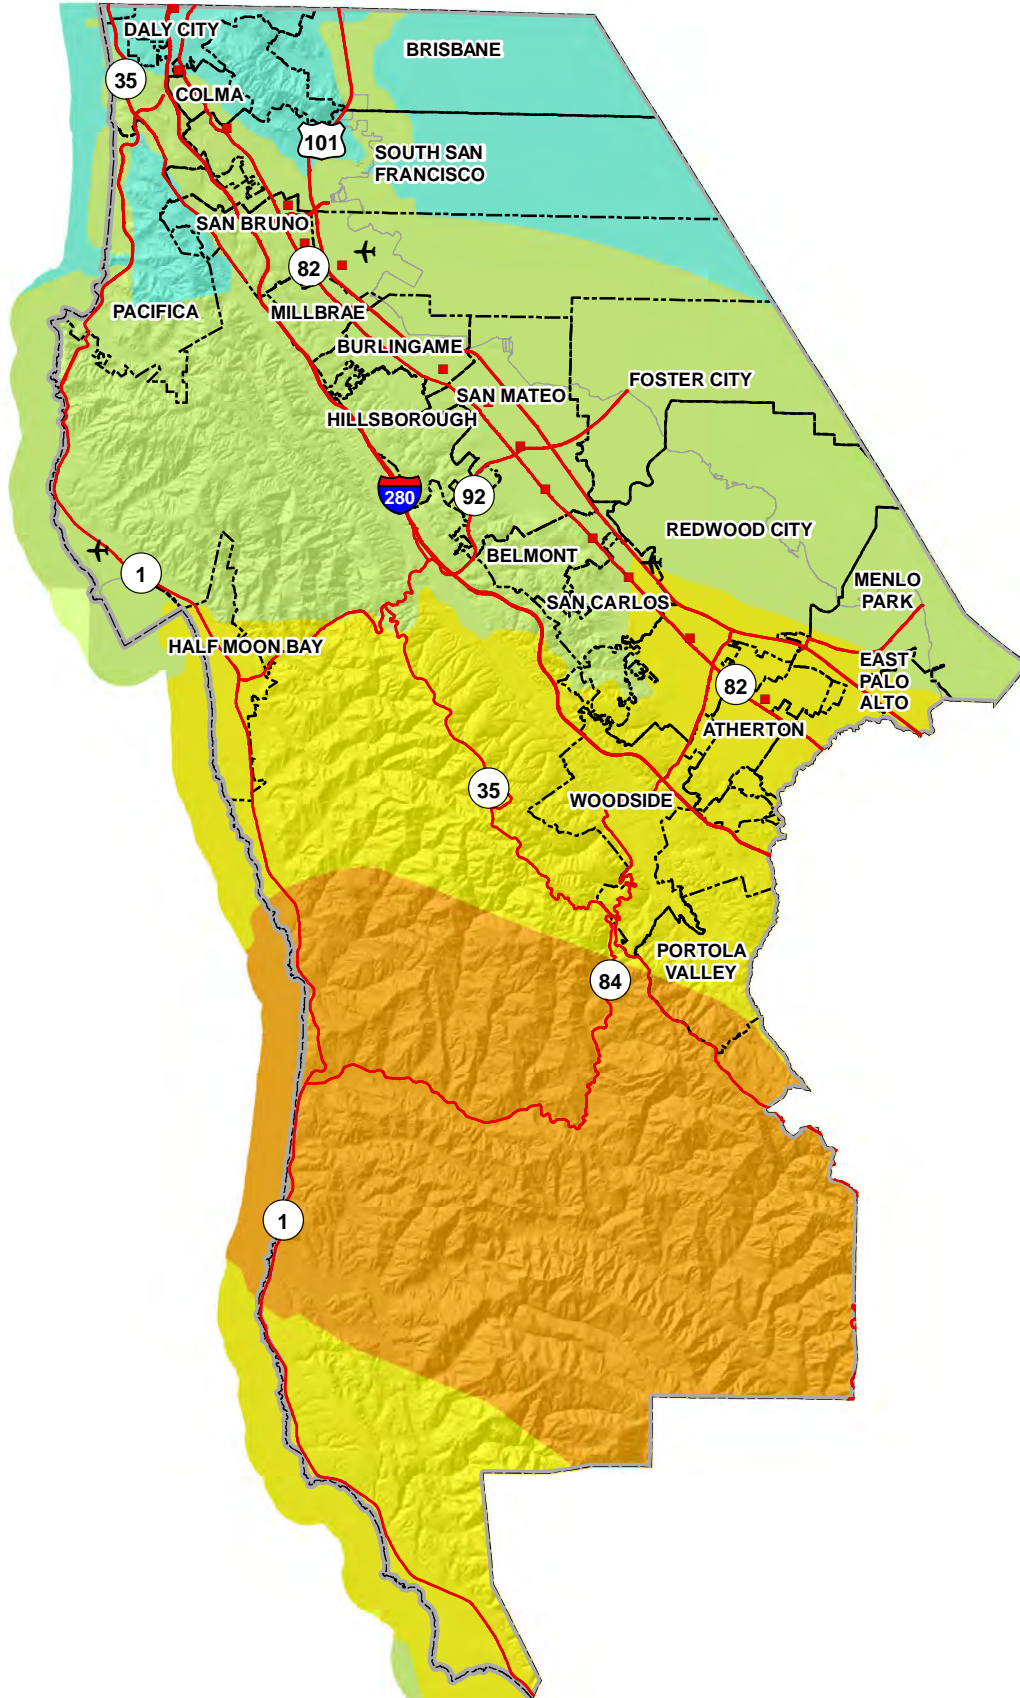 DALY CITY
BRISBANE
35
COLMA
101
SOUTH SAN
FRANCISCO
SAN BRUNO
82
PACIFICA
MILLBRAE
BURLINGAME
FOSTER CITY
SAN MATEO
HILLSBOROUGH
280
92
REDWOOD CITY
BELMONT
1
MENLO
PARK
SAN CARLOS
HALF MOON BAY
EAST
PALO
ALTO
82
ATHERTON
35
WOODSIDE
PORTOLA
VALLEY
84
1